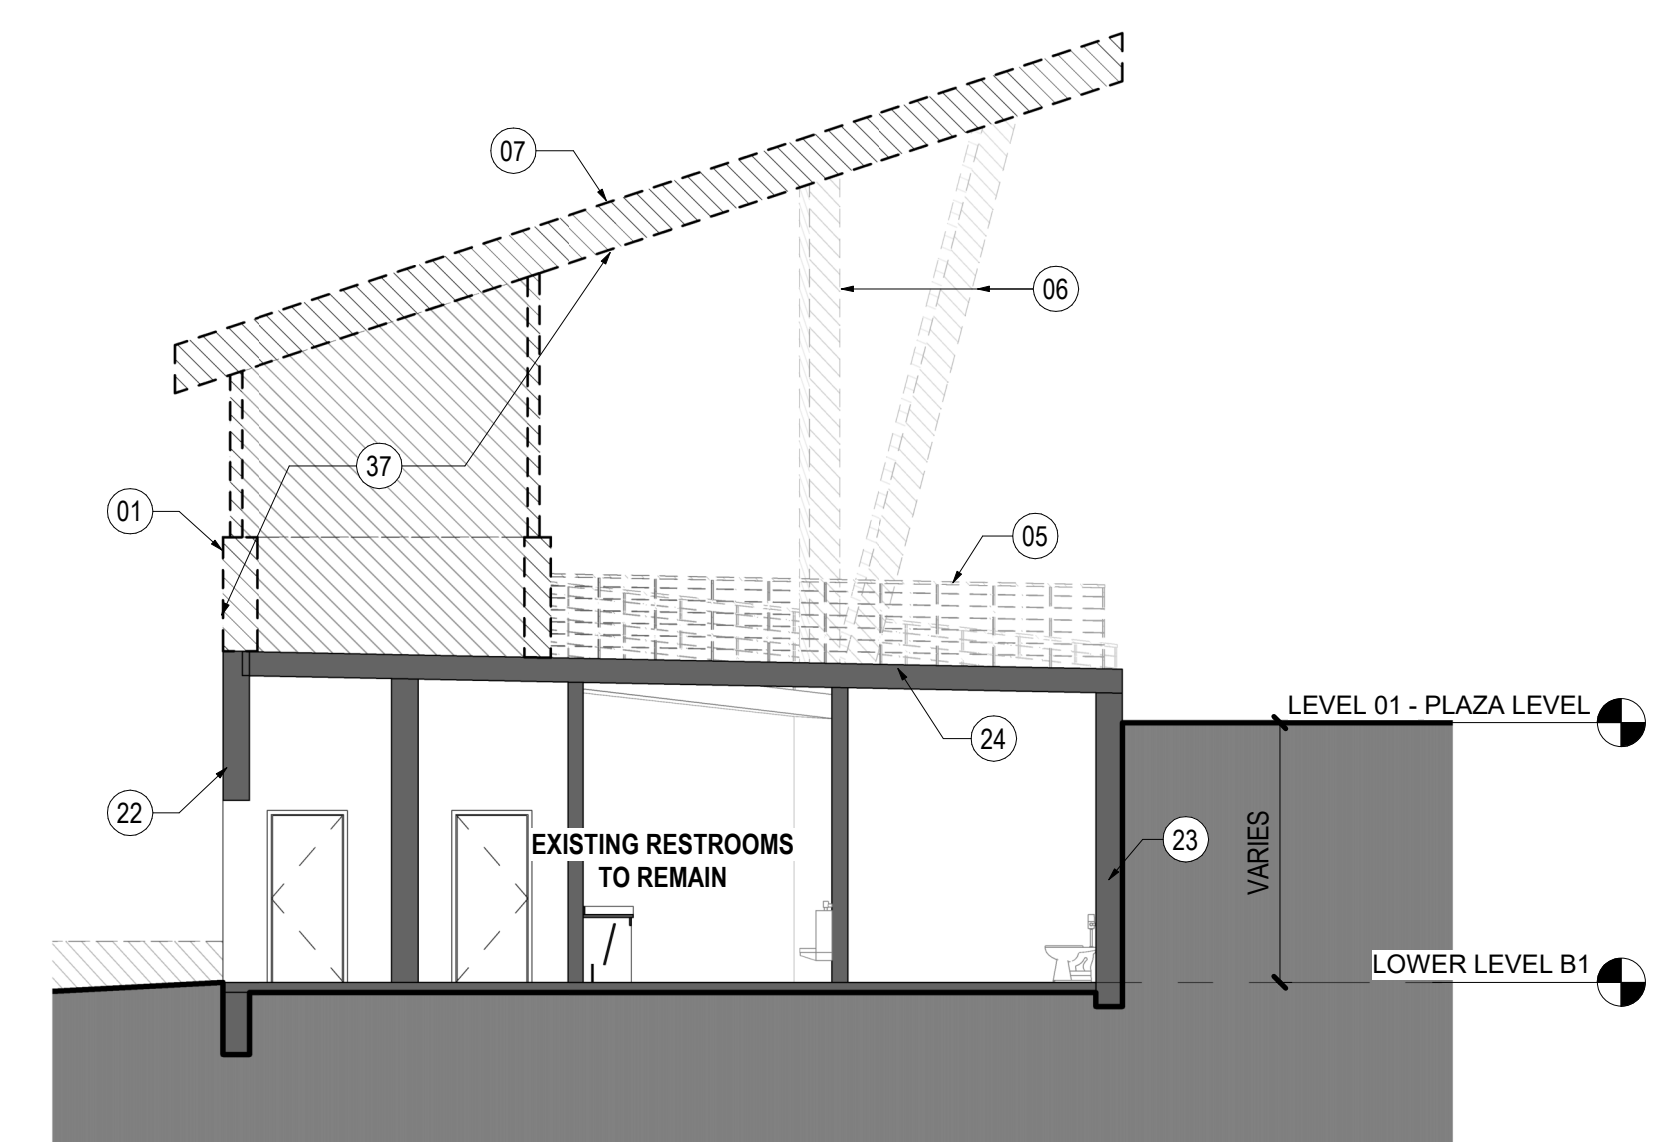 07
06
37
01
05
LEVEL 01 - PLAZA LEVEL
24
22
EXISTING RESTROOMS
TO REMAIN
23
VARIES
LOWER LEVEL B1